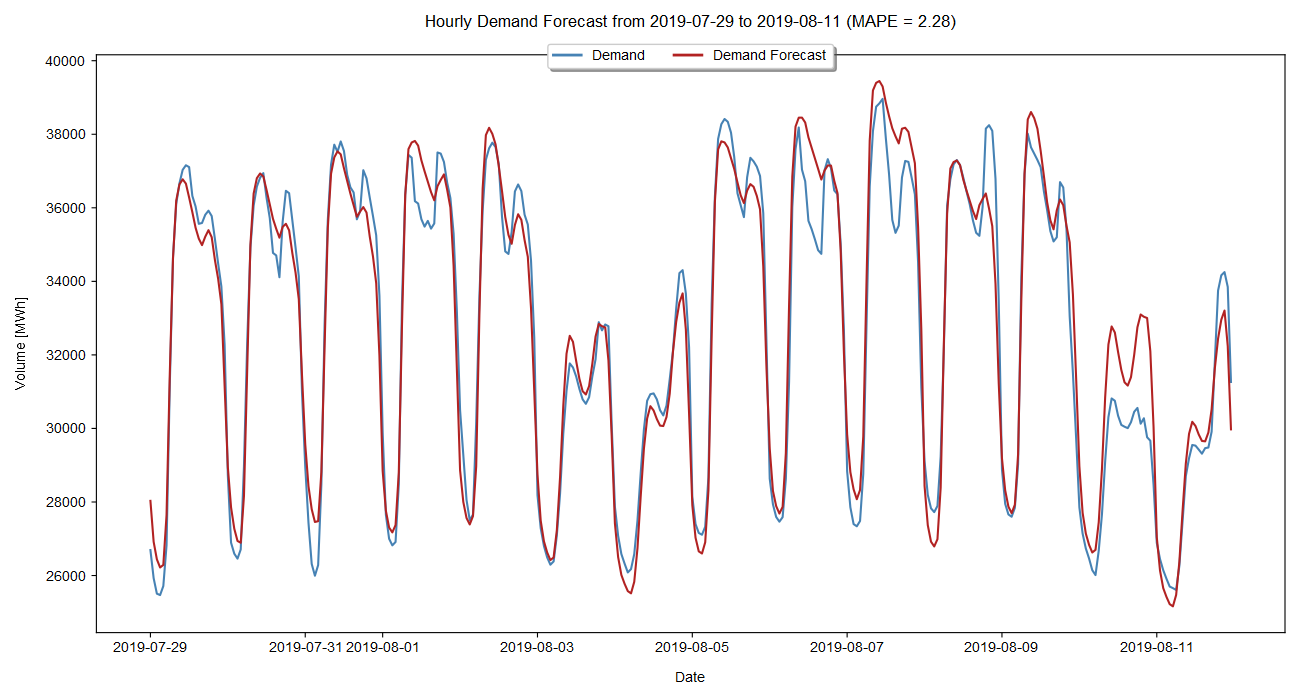 Hourly Demand Forecast from 2019-07-29 to 2019-08-11 (MAPE = 2.28)
Demand Demand Forecast
40000
38000
36000
34000
32000
30000
28000
26000
Volume [MWh]
2019-07-29 2019-07-31 2019-08-01 2019-08-03 2019-08-05 2019-08-07 2019-08-09 2019-08-11
Date